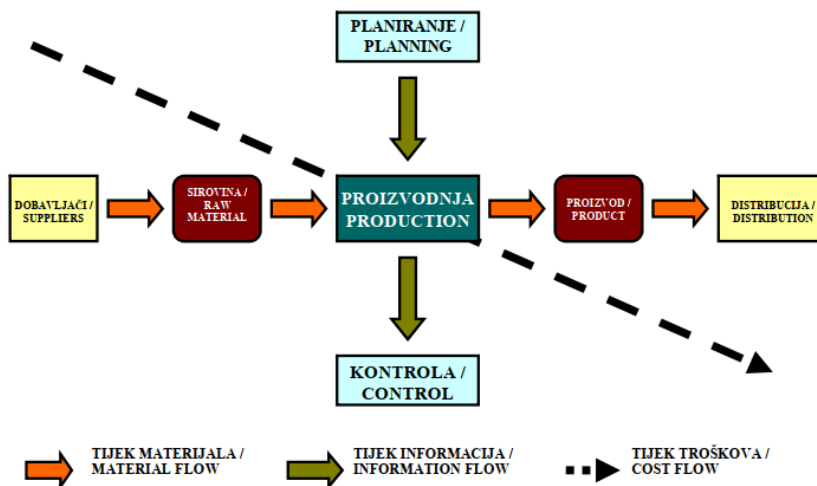 PLANIRANJE /
PLANNING
DOBAVLJAČI /
SUPPLIERS
SIROVINA /
RAW
MATERIAL
PROIZVODNJA
PRODUCTION
PROIZVOD /
PRODUCT
DISTRIBUCIJA /
DISTRIBUTION
KONTROLA /
CONTROL
TIJEK MATERIJALA /
MATERIAL FLOW
TIJEK INFORMACIJA /
INFORMATION FLOW
TIJEK TROŠKOVA /
COST FLOW